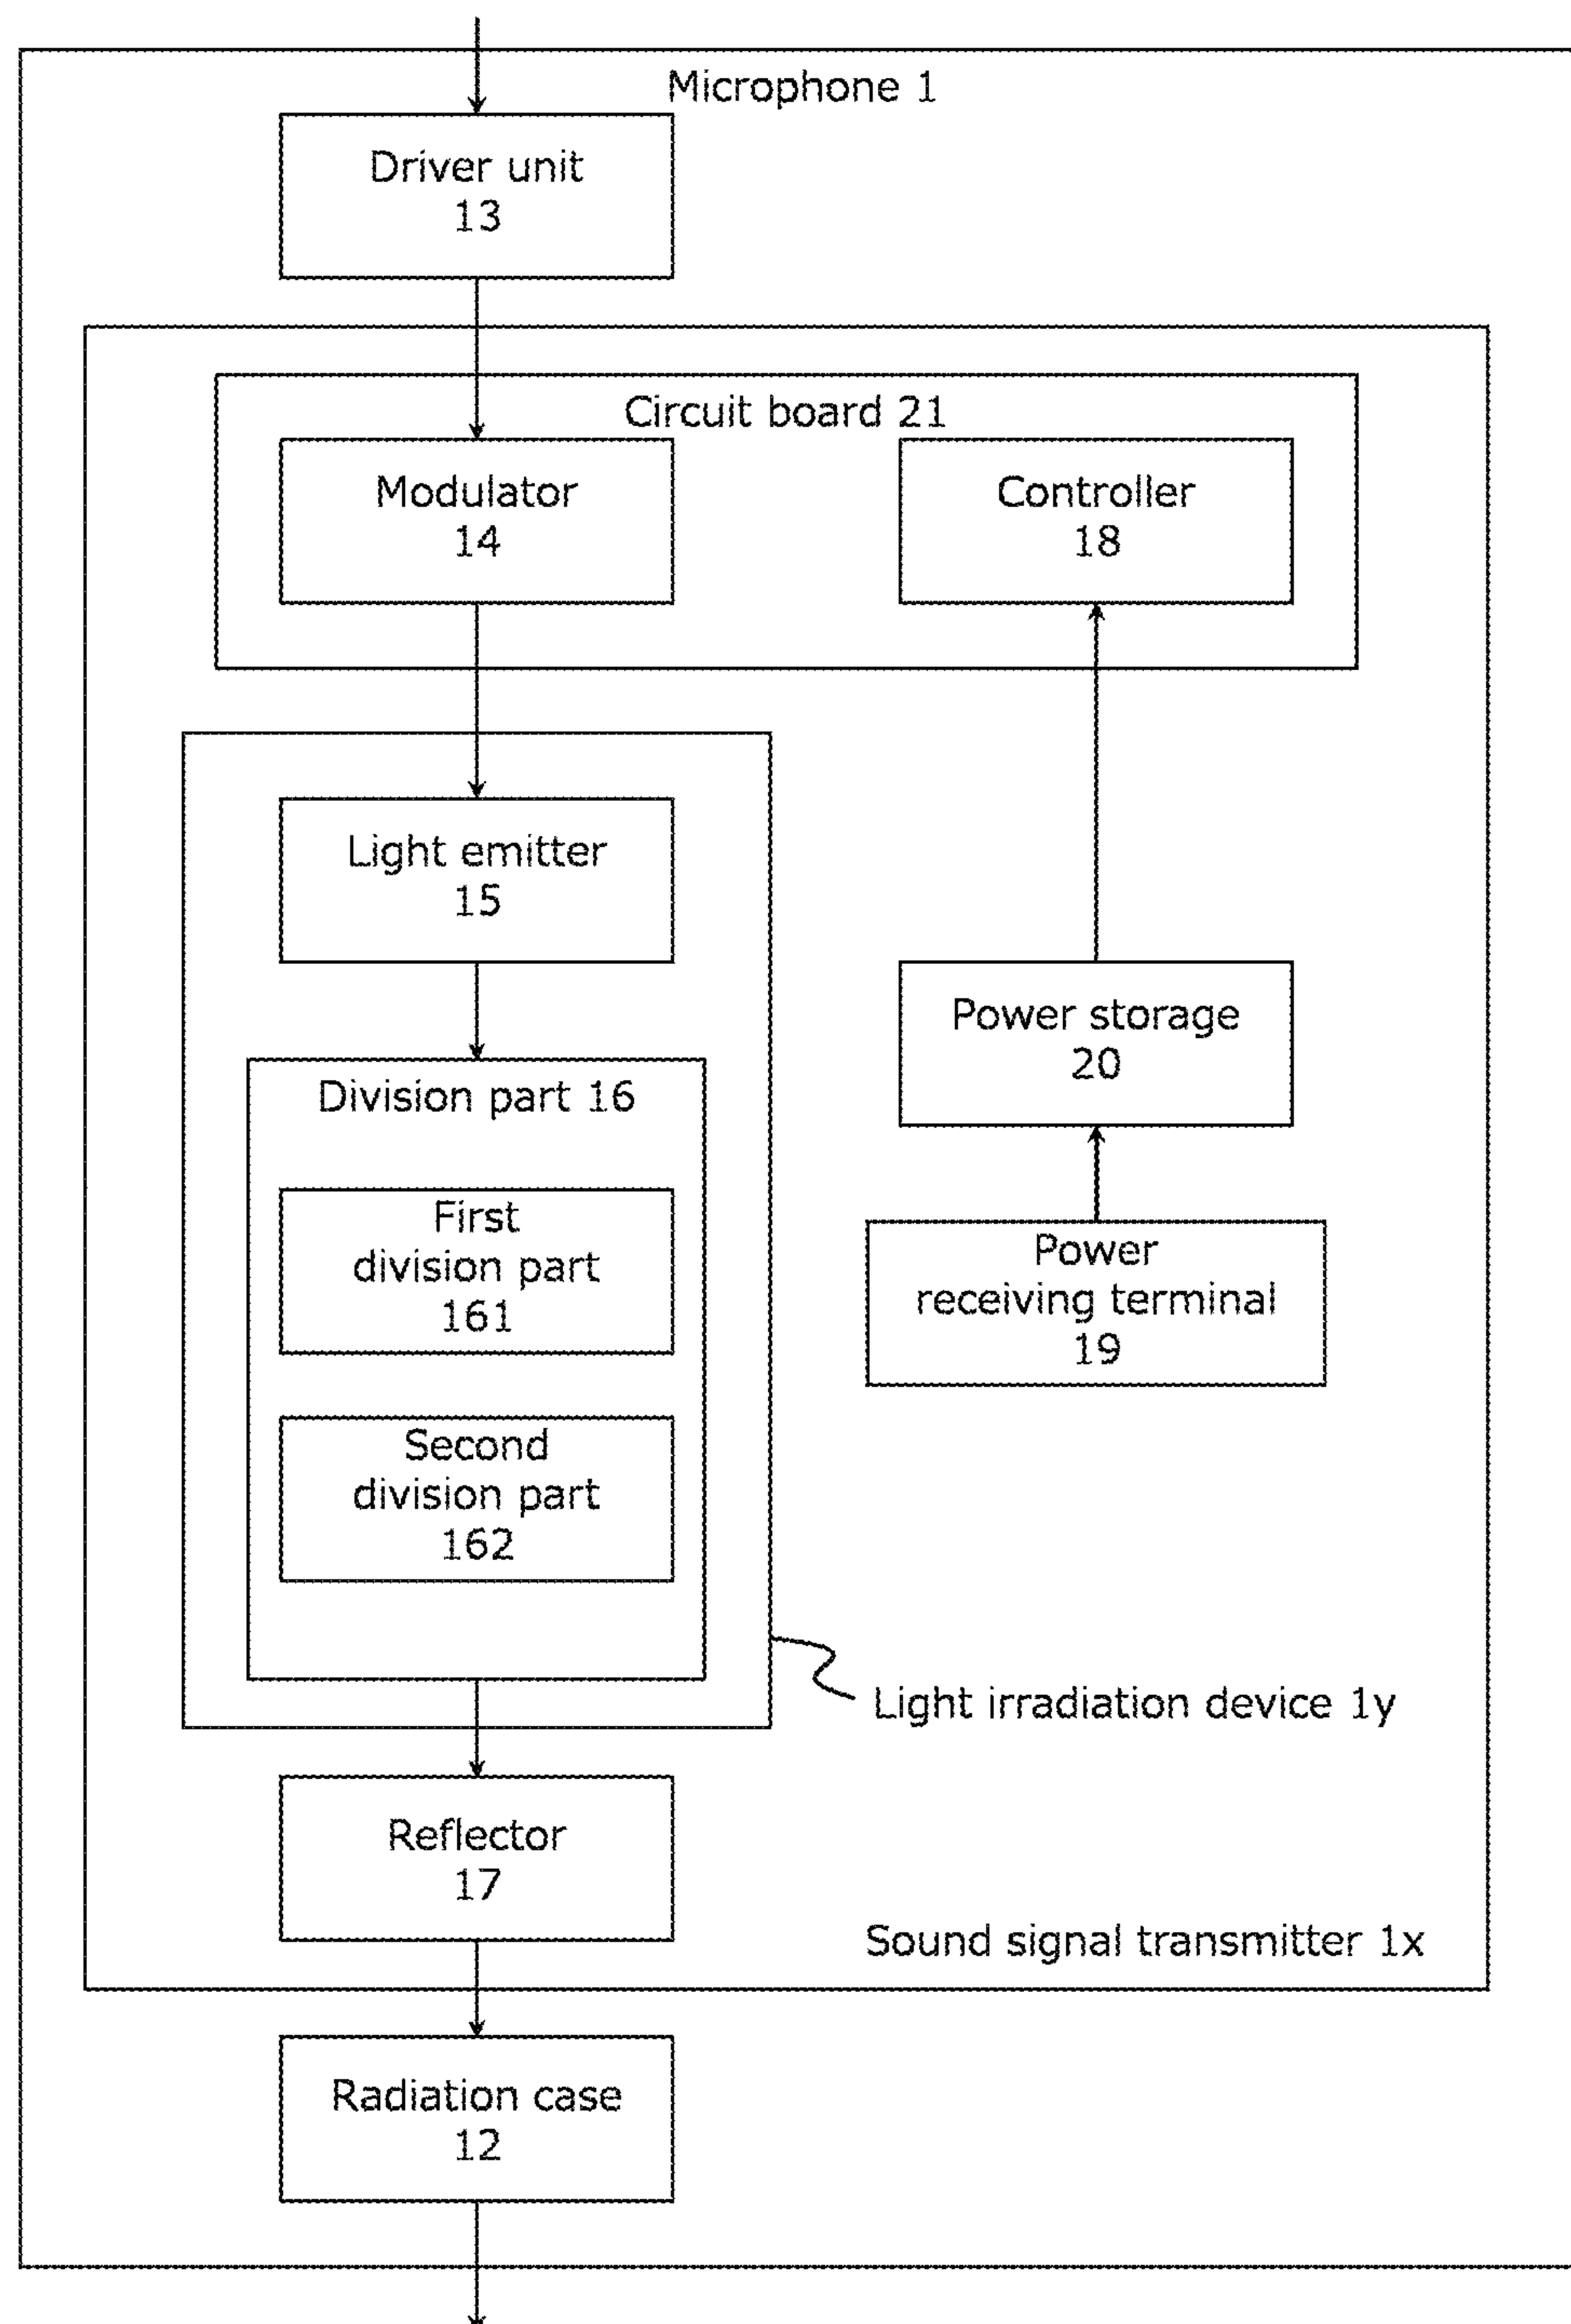 Microphone 1
Driver unit
13
Circuit board 21
Modulator
14
Controller
18
Light emitter
15
Power storage
20
Division part 16
First
division part
161
Power
receiving terminal
19
Second
division part
162
Light irradiation device 1y
Reflector
17
Sound signal transmitter 1x
Radiation case
12